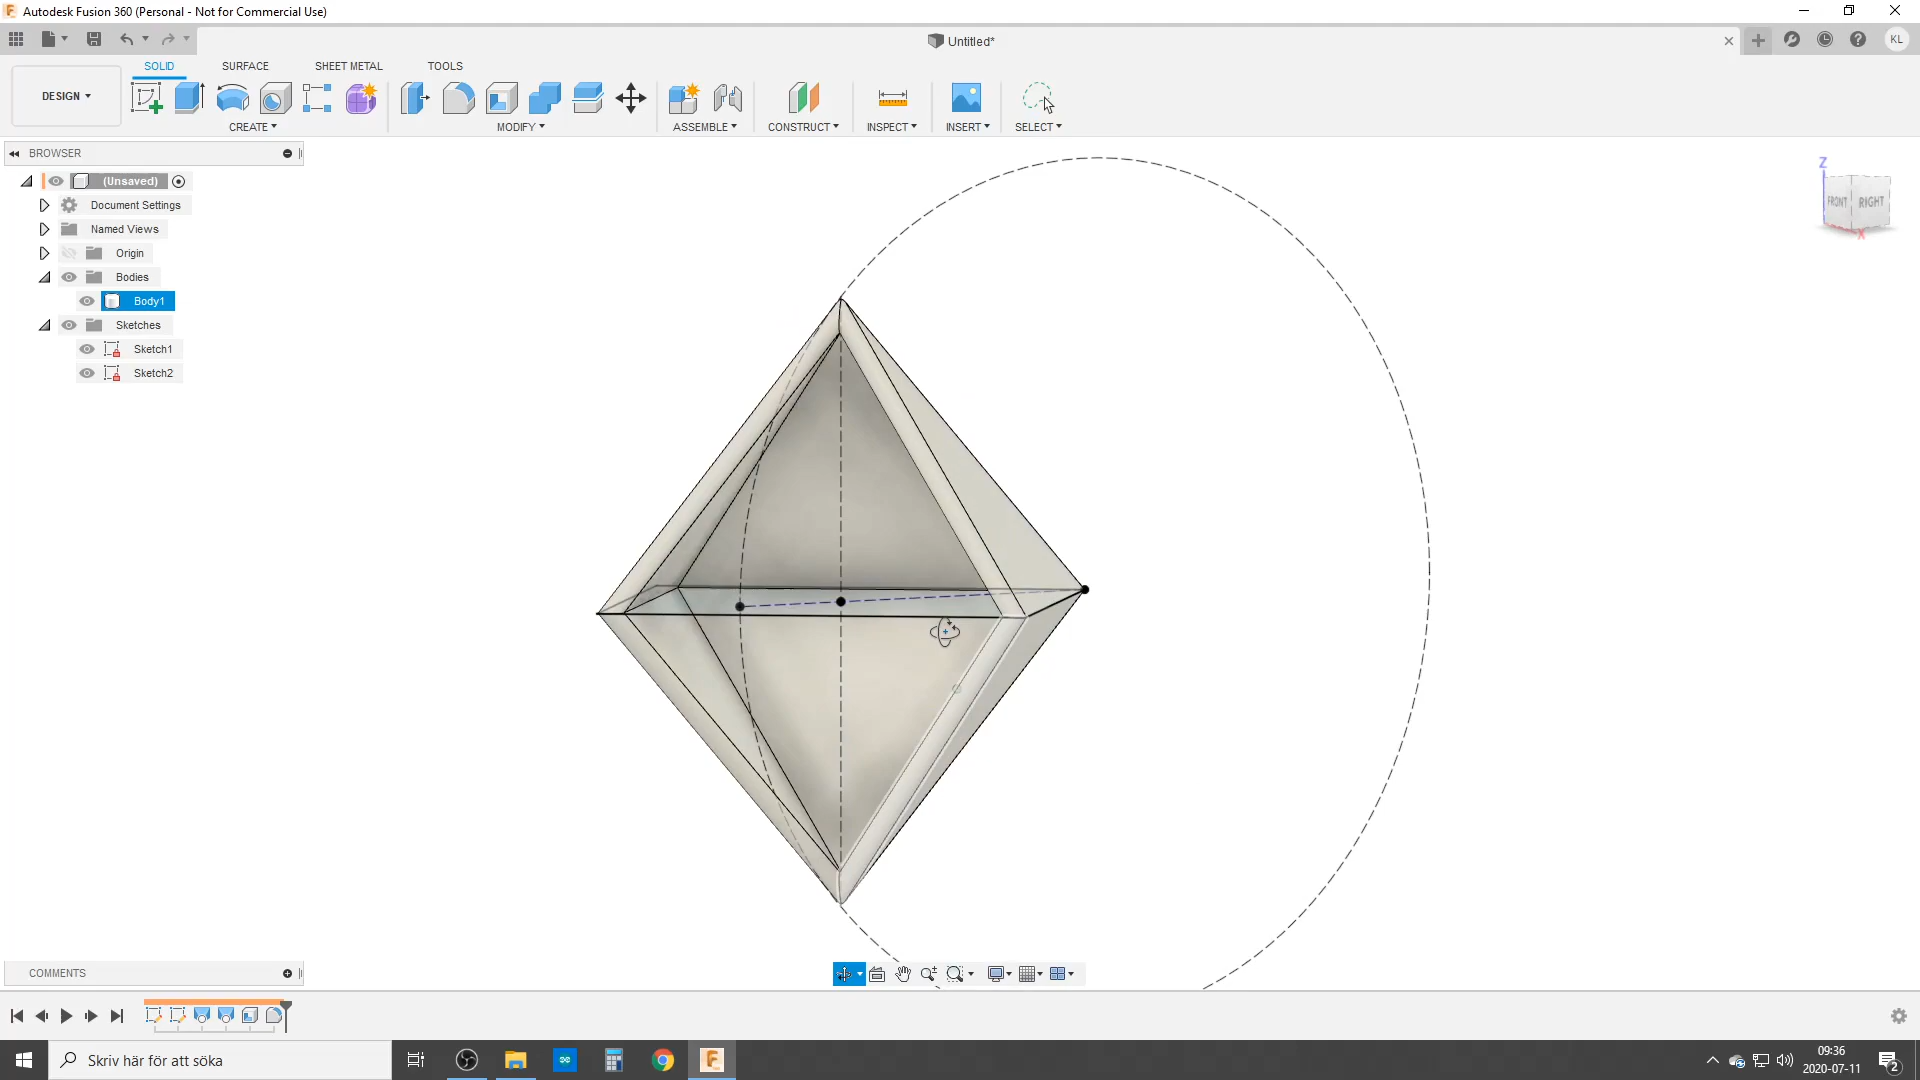 Autodesk Fusion 360 (Personal - Not for Commercial Use)
Untitled*
KL
DESIGN
SOLID
SURFACE
SHEET METAL
TOOLS
CREATE
MODIFY
ASSEMBLE
CONSTRUCT
INSPECT
INSERT
SELECT
BROWSER
(Unsaved)
Document Settings
Named Views
Origin
Bodies
Body1
Sketches
Sketch1
Sketch2
Z
FRONT
RIGHT
X
COMMENTS
Skriv här för att söka
09:36
2020-07-11
2